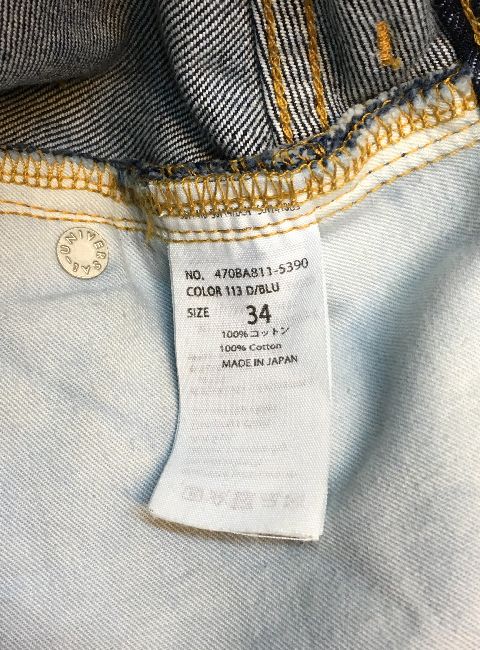 UNIVERSAL
NO. 470BA811-5390
COLOR 113 D/BLU
SIZE 34
100% コットン
100% Cotton
MADE IN JAPAN